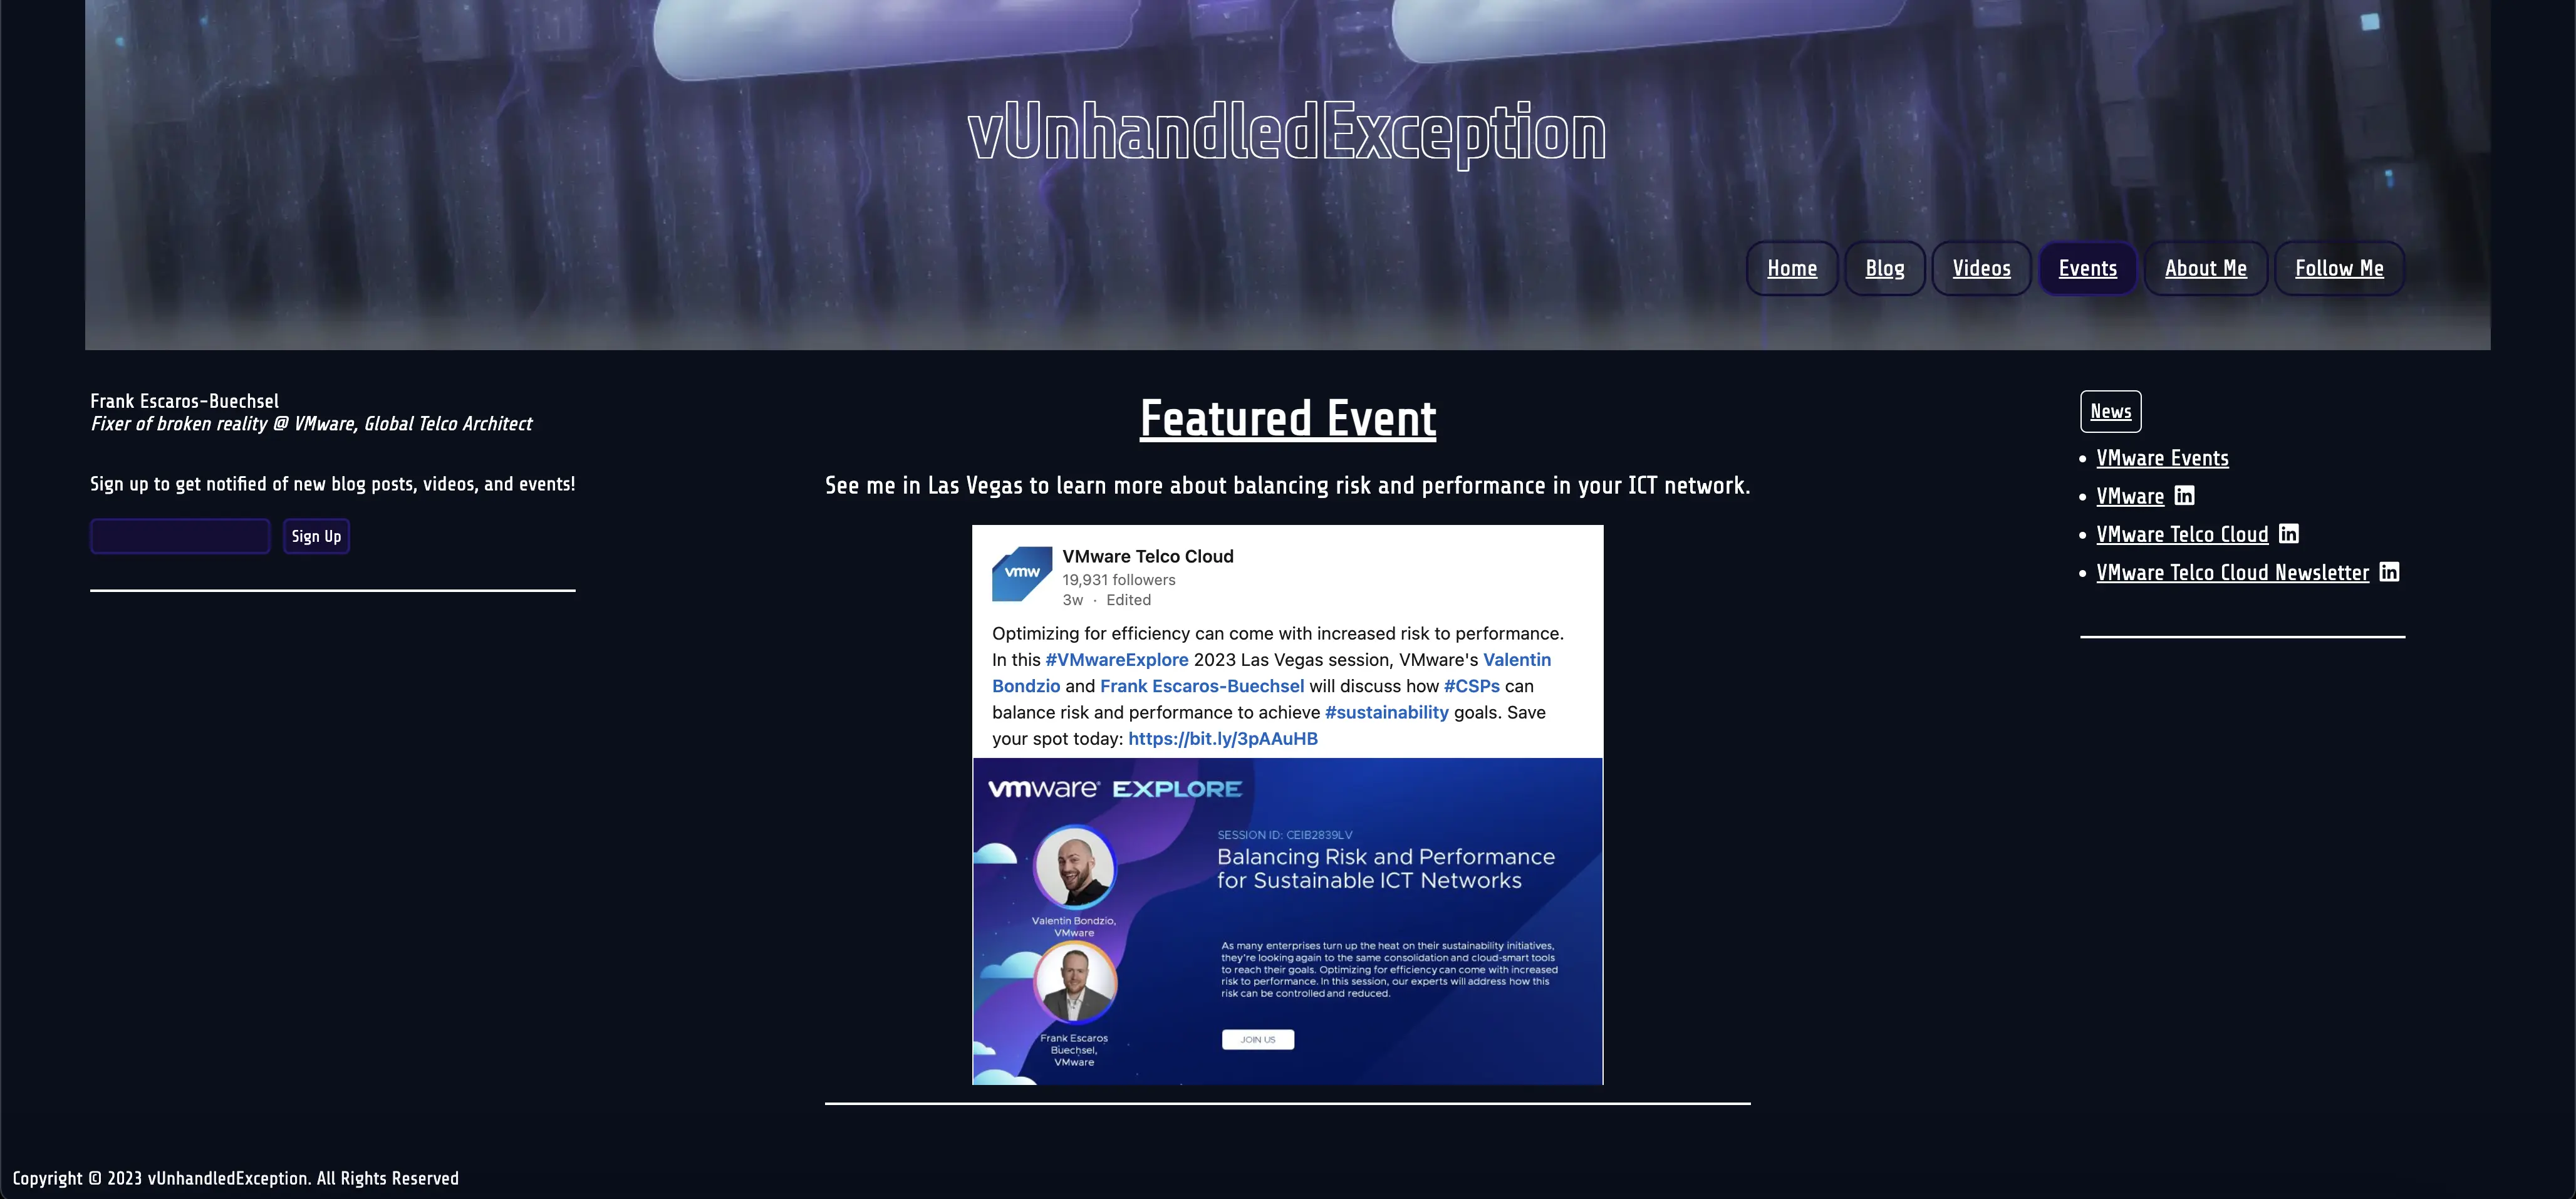 vUnhandledException
Home
Blog
Videos
Events
About Me
Follow Me
Frank Escaros-Buechsel
Fixer of broken reality @ VMware, Global Telco Architect
Sign up to get notified of new blog posts, videos, and events!
Sign Up
Featured Event
See me in Las Vegas to learn more about balancing risk and performance in your ICT network.
vmw
VMware Telco Cloud
19,931 followers
3w · Edited
Optimizing for efficiency can come with increased risk to performance.
In this #VMwareExplore 2023 Las Vegas session, VMware's Valentin
Bondzio and Frank Escaros-Buechsel will discuss how #CSPs can
balance risk and performance to achieve #sustainability goals. Save
your spot today: https://bit.ly/3pAAuHB
vmware® EXPLORE
Valentin Bondzio,
VMware
Frank Escaros
Buechsel,
VMware
SESSION ID: CEIB2839LV
Balancing Risk and Performance
for Sustainable ICT Networks
As many enterprises turn up the heat on their sustainability initiatives,
they're looking again to the same consolidation and cloud-smart tools
to reach their goals. Optimizing for efficiency can come with increased
risk to performance. In this session, our experts will address how this
risk can be controlled and reduced.
JOIN US
News
VMware Events
VMware in
VMware Telco Cloud in
VMware Telco Cloud Newsletter in
Copyright © 2023 vUnhandledException. All Rights Reserved